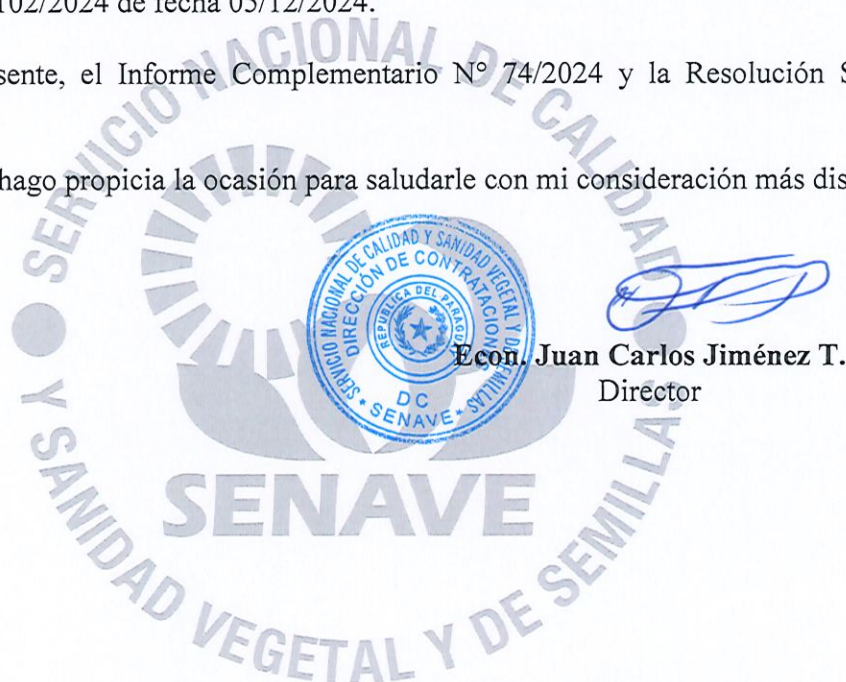 102/2024 de fecha 05/12/2024.
sente, el Informe Complementario N° 74/2024 y la Resolución S
hago propicia la ocasión para saludarle con mi consideración más dis
SERVICIO NACIONAL DE CALIDAD
Y SANIDAD VEGETAL Y DE SEMILLAS
SENAVE
SERVICIO NACIONAL DE CALIDAD Y SANIDAD VEGETAL Y DE SEMILLAS
DIRECCIÓN DE CONTRATACIONES
REPUBLICA DEL PARAGUAY
DC
* SENAVE *
Econ. Juan Carlos Jiménez T.
Director